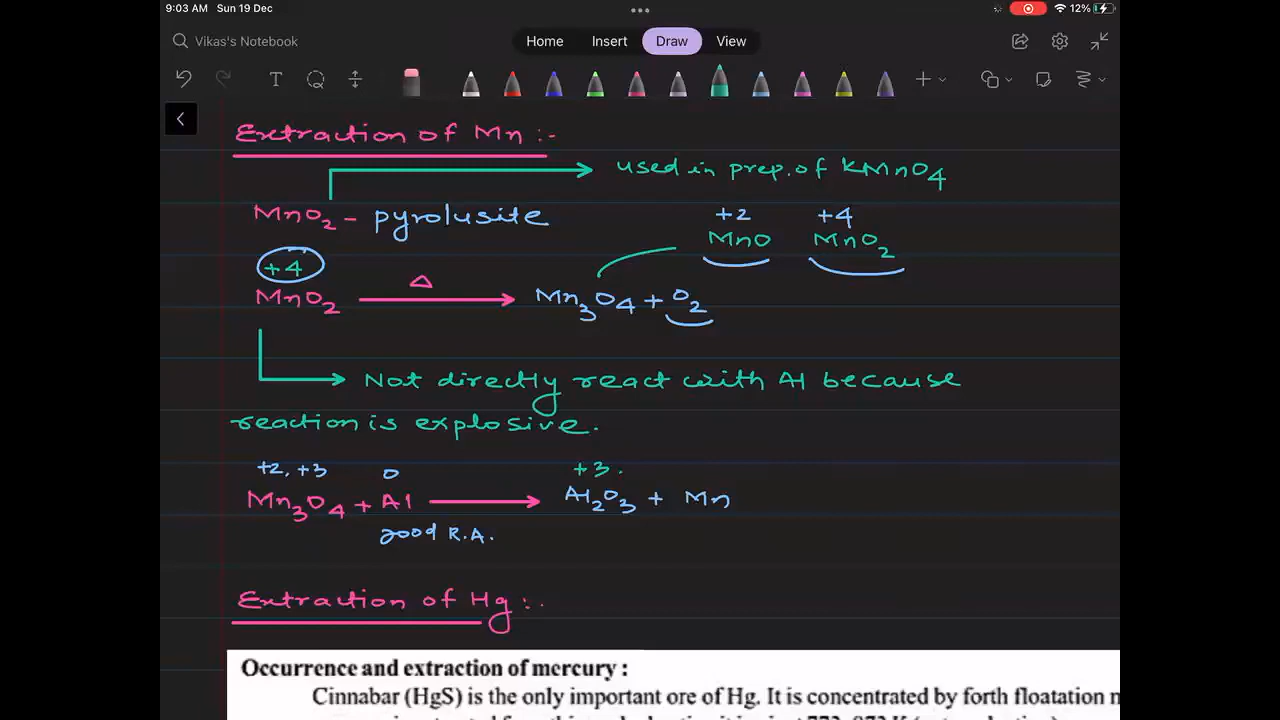 9:03 AM Sun 19 Dec
12%
Vikas's Notebook
Home Insert Draw View
Extraction of Mn :-
used in prep. of KMnO4
MnO2 - pyrolusite
+2 +4
MnO MnO2
+4
MnO2 Δ Mn3O4 + O2
Not directly react with Al because
reaction is explosive.
+2, +3 0 +3.
Mn3O4 + Al Al2O3 + Mn
good R.A.
Extraction of Hg :.
Occurrence and extraction of mercury :
Cinnabar (HgS) is the only important ore of Hg. It is concentrated by forth floatation